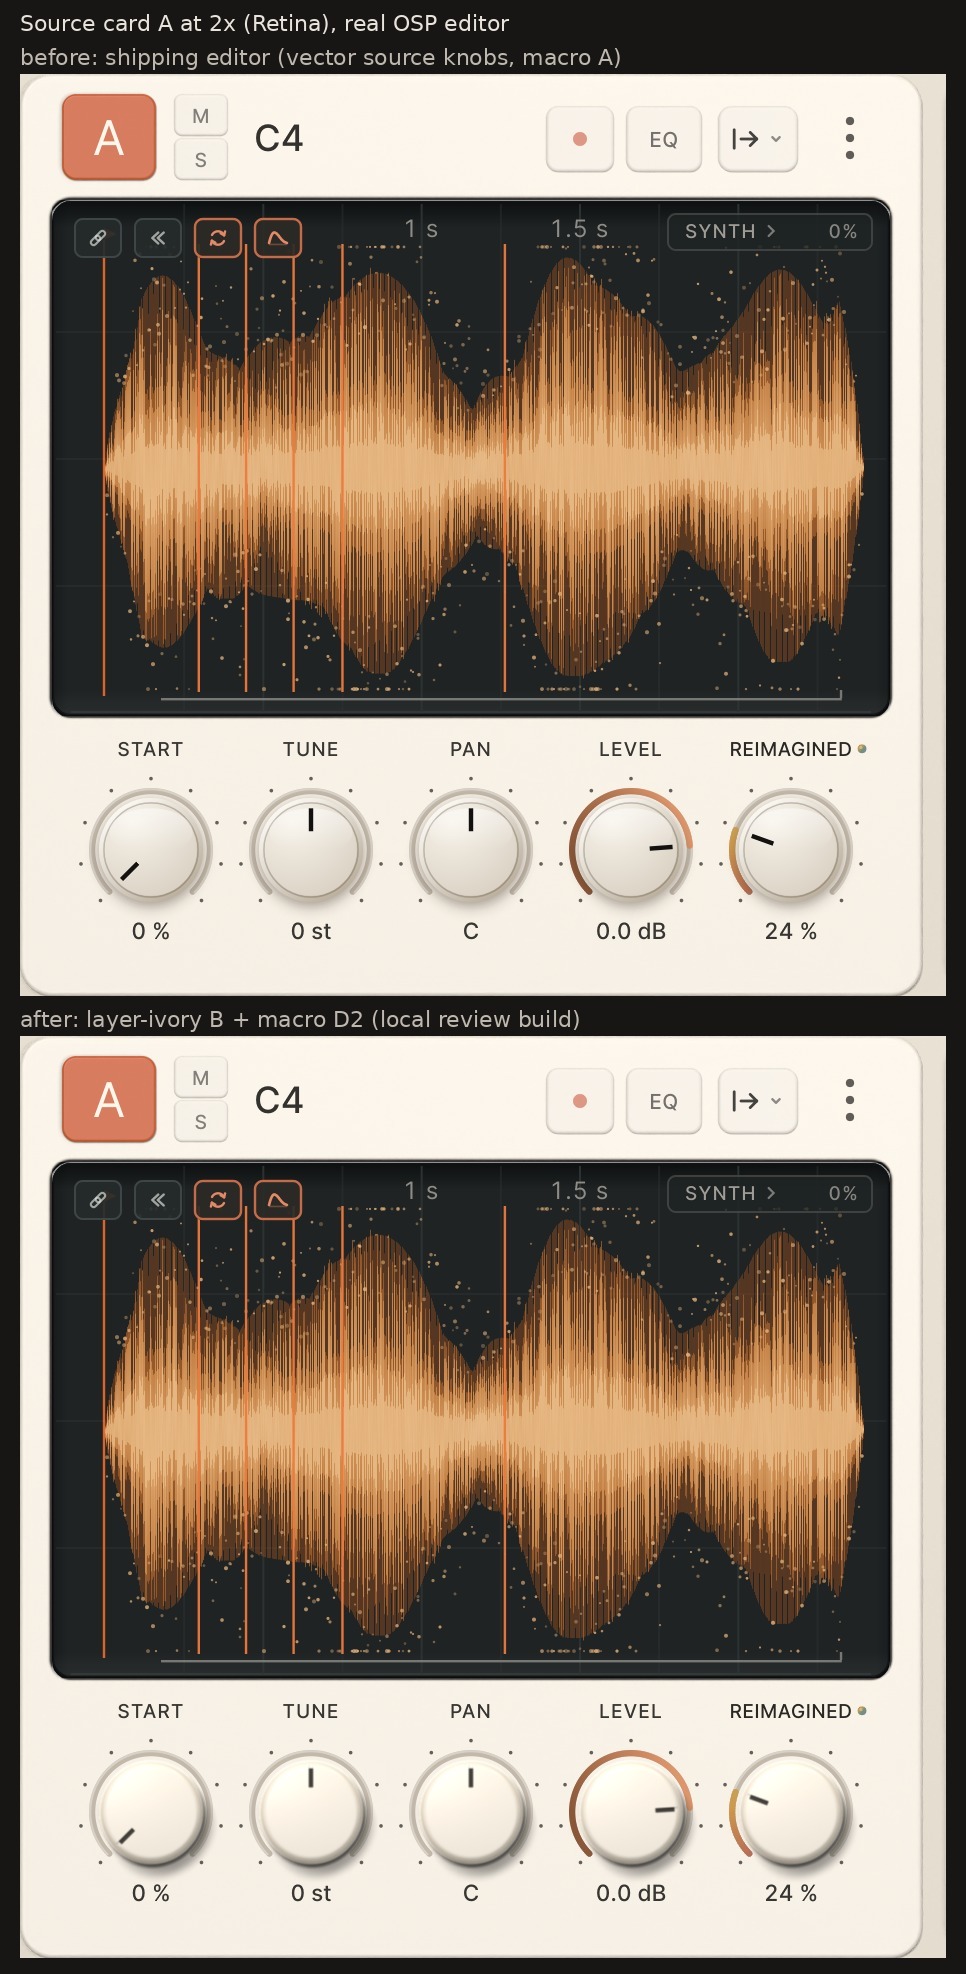 Source card A at 2x (Retina), real OSP editor
before: shipping editor (vector source knobs, macro A)
A
M
S
C4
EQ
1 s
1.5 s
SYNTH > 0%
START TUNE PAN LEVEL REIMAGINED
0 % 0 st C 0.0 dB 24 %
after: layer-ivory B + macro D2 (local review build)
A
M
S
C4
EQ
1 s
1.5 s
SYNTH > 0%
START TUNE PAN LEVEL REIMAGINED
0 % 0 st C 0.0 dB 24 %